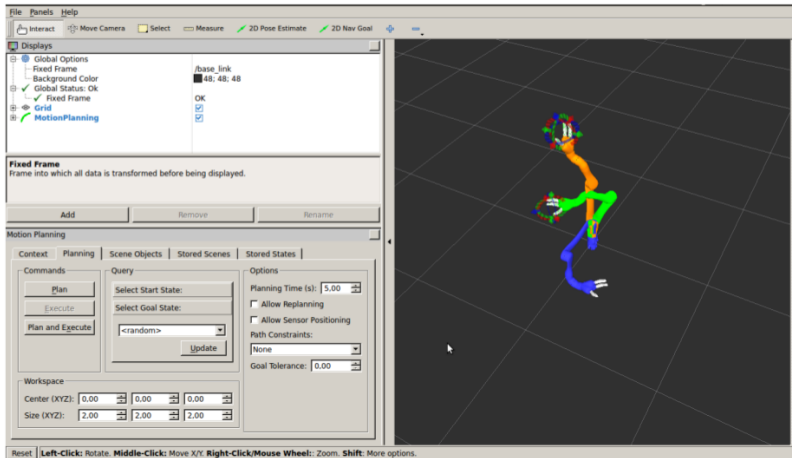 File Panels Help
Interact Move Camera Select Measure 2D Pose Estimate 2D Nav Goal
Displays
Global Options
Fixed Frame /base_link
Background Color 48; 48; 48
Global Status: Ok
Fixed Frame OK
Grid
MotionPlanning
Fixed Frame
Frame into which all data is transformed before being displayed.
Add Remove Rename
Motion Planning
Context Planning Scene Objects Stored Scenes Stored States
Commands
Plan
Execute
Plan and Execute
Query
Select Start State:
Select Goal State:
<random>
Update
Options
Planning Time (s): 5.00
Allow Replanning
Allow Sensor Positioning
Path Constraints:
None
Goal Tolerance: 0.00
Workspace
Center (XYZ): 0.00 0.00 0.00
Size (XYZ): 2.00 2.00 2.00
Reset Left-Click: Rotate. Middle-Click: Move X/Y. Right-Click/Mouse Wheel:: Zoom. Shift: More options.